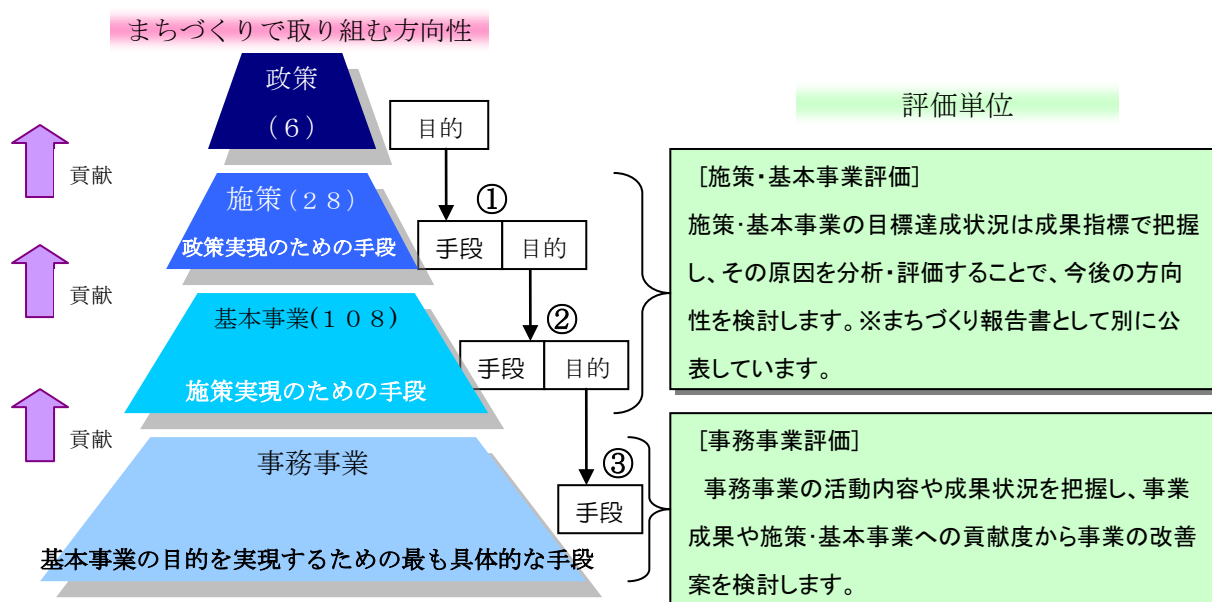 まちづくりで取り組む方向性
政策
(6)
目的
評価単位
貢献
施策(28)
政策実現のための手段
①
手段 目的
[施策・基本事業評価]
施策・基本事業の目標達成状況は成果指標で把握
し、その原因を分析・評価することで、今後の方向
性を検討します。※まちづくり報告書として別に公
表しています。
貢献
基本事業(108)
施策実現のための手段
②
手段 目的
貢献
事務事業
基本事業の目的を実現するための最も具体的な手段
③
手段
[事務事業評価]
事務事業の活動内容や成果状況を把握し、事業
成果や施策・基本事業への貢献度から事業の改善
案を検討します。